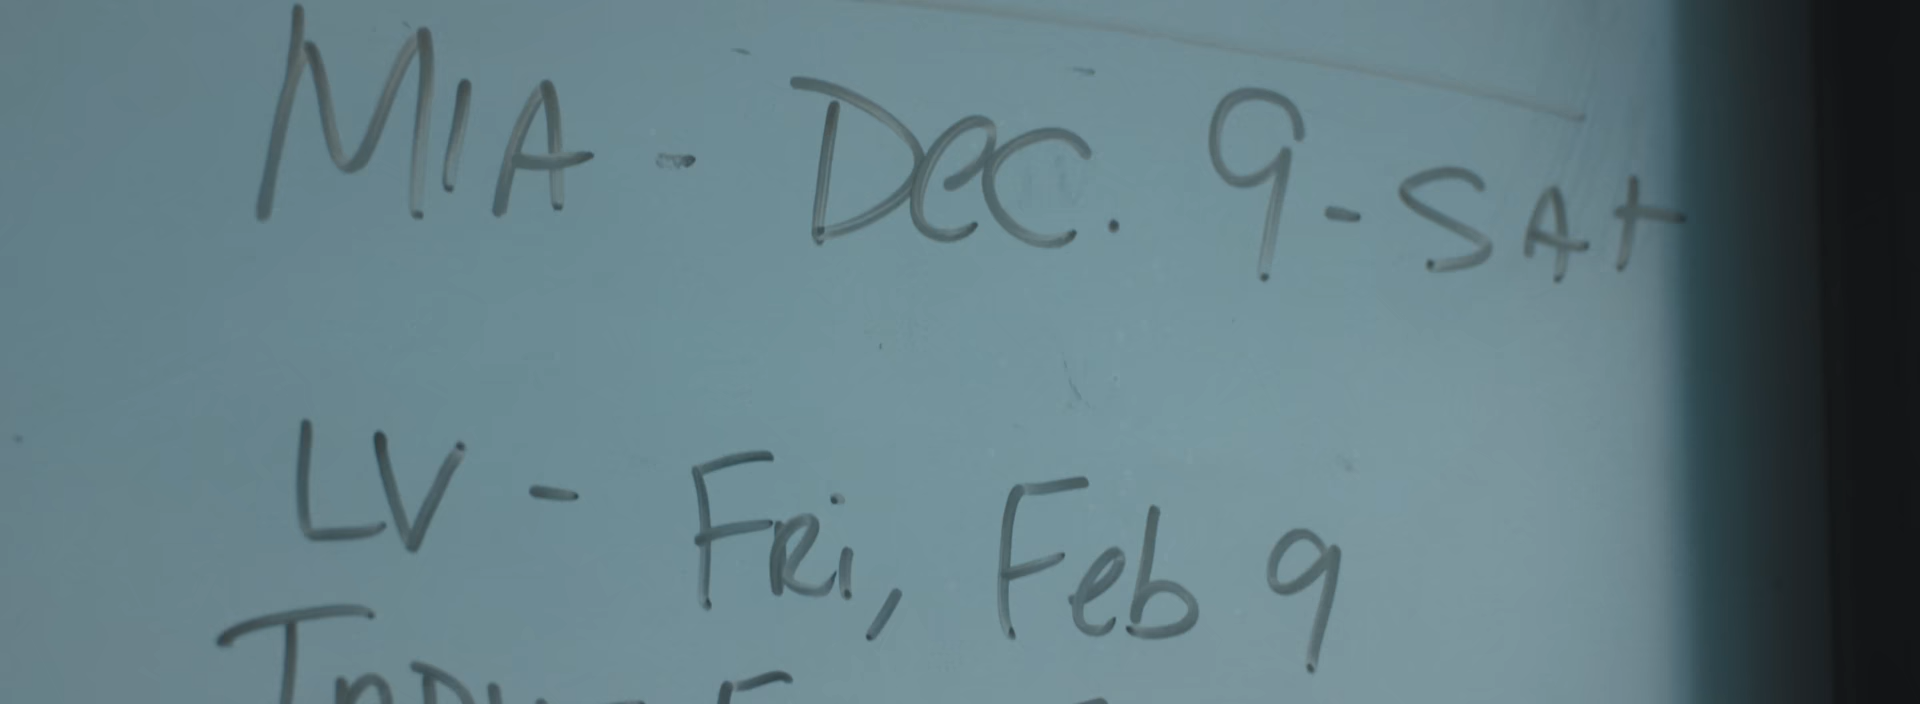 MIA - DEC. 9 - SAt
LV - FRi, Feb 9